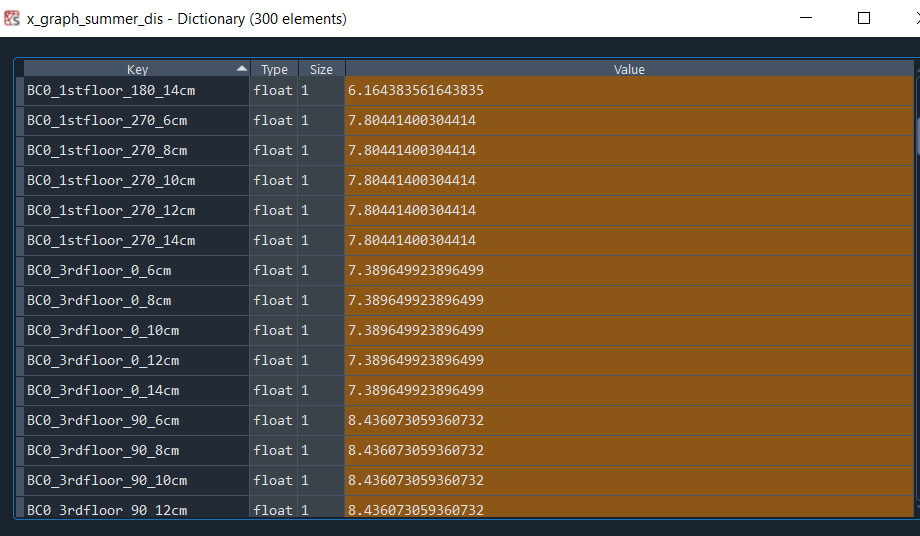 x_graph_summer_dis - Dictionary (300 elements)
Key Type Size Value
BC0_1stfloor_180_14cm float 1 6.164383561643835
BC0_1stfloor_270_6cm float 1 7.80441400304414
BC0_1stfloor_270_8cm float 1 7.80441400304414
BC0_1stfloor_270_10cm float 1 7.80441400304414
BC0_1stfloor_270_12cm float 1 7.80441400304414
BC0_1stfloor_270_14cm float 1 7.80441400304414
BC0_3rdfloor_0_6cm float 1 7.389649923896499
BC0_3rdfloor_0_8cm float 1 7.389649923896499
BC0_3rdfloor_0_10cm float 1 7.389649923896499
BC0_3rdfloor_0_12cm float 1 7.389649923896499
BC0_3rdfloor_0_14cm float 1 7.389649923896499
BC0_3rdfloor_90_6cm float 1 8.436073059360732
BC0_3rdfloor_90_8cm float 1 8.436073059360732
BC0_3rdfloor_90_10cm float 1 8.436073059360732
BC0_3rdfloor_90_12cm float 1 8.436073059360732